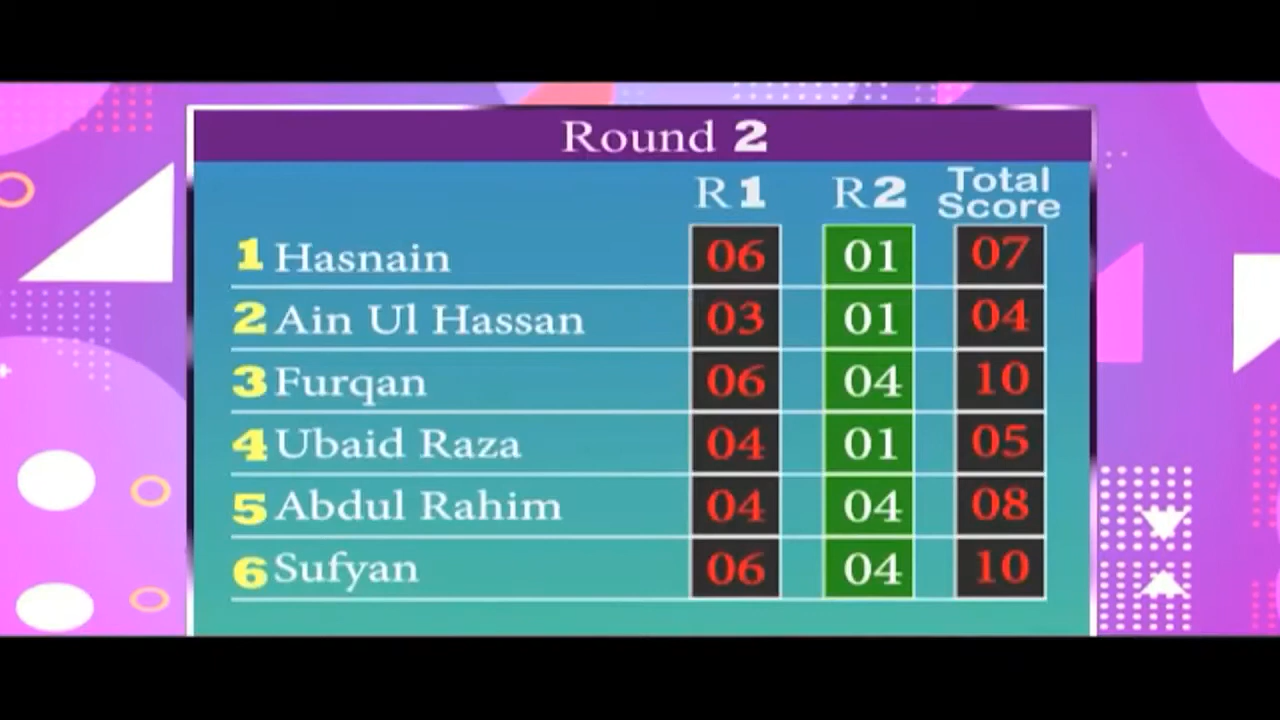 Round 2
R 1 R 2 Total Score
1 Hasnain 06 01 07
2 Ain Ul Hassan 03 01 04
3 Furqan 06 04 10
4 Ubaid Raza 04 01 05
5 Abdul Rahim 04 04 08
6 Sufyan 06 04 10